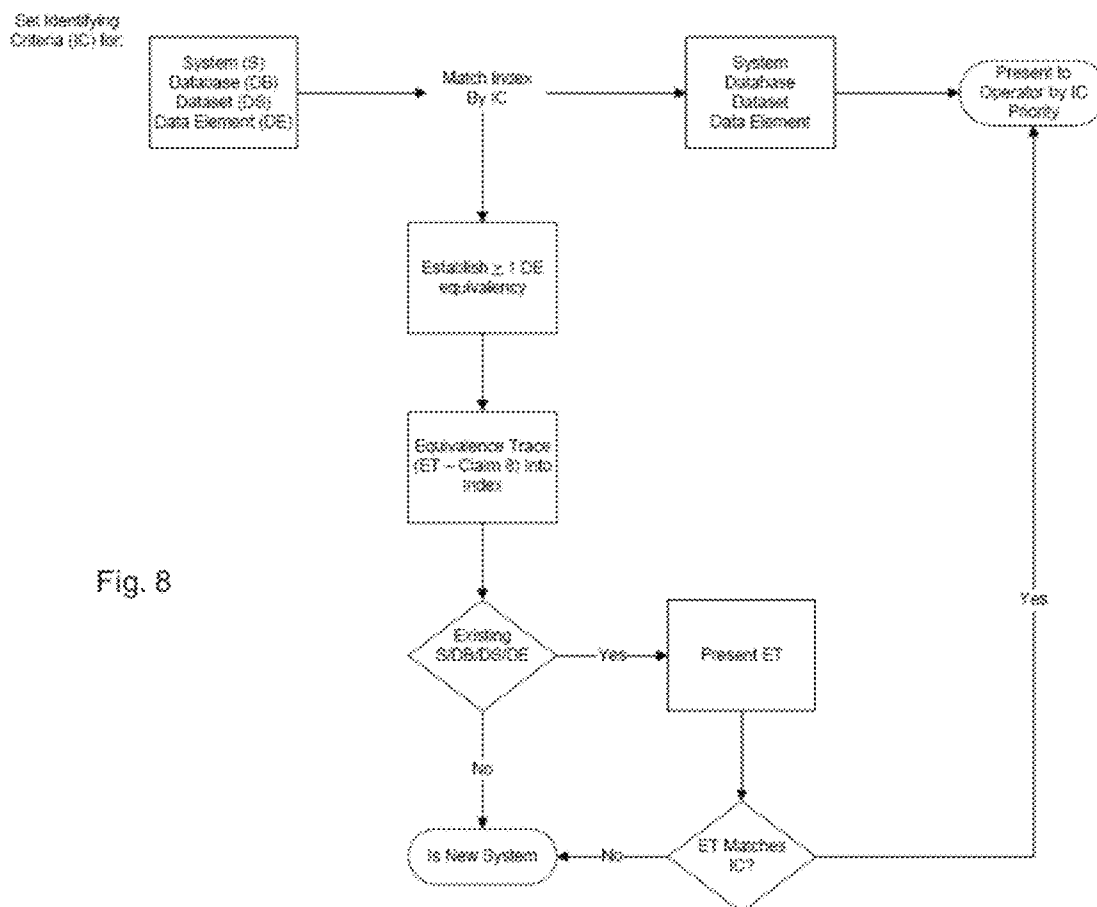 Set Identifying
Criteria (IC) for:
System (S)
Database (DB)
Dataset (DS)
Data Element (DE)
Match Index
By IC
System
Database
Dataset
Data Element
Present to
Operator by IC
Priority
Establish ≥ 1 DE
equivalency
Equivalence Trace
(ET – Claim 8) into
Index
Fig. 8
Existing
S/DB/DS/DE
Yes
Present ET
Yes
No
Is New System
No
ET Matches
IC?